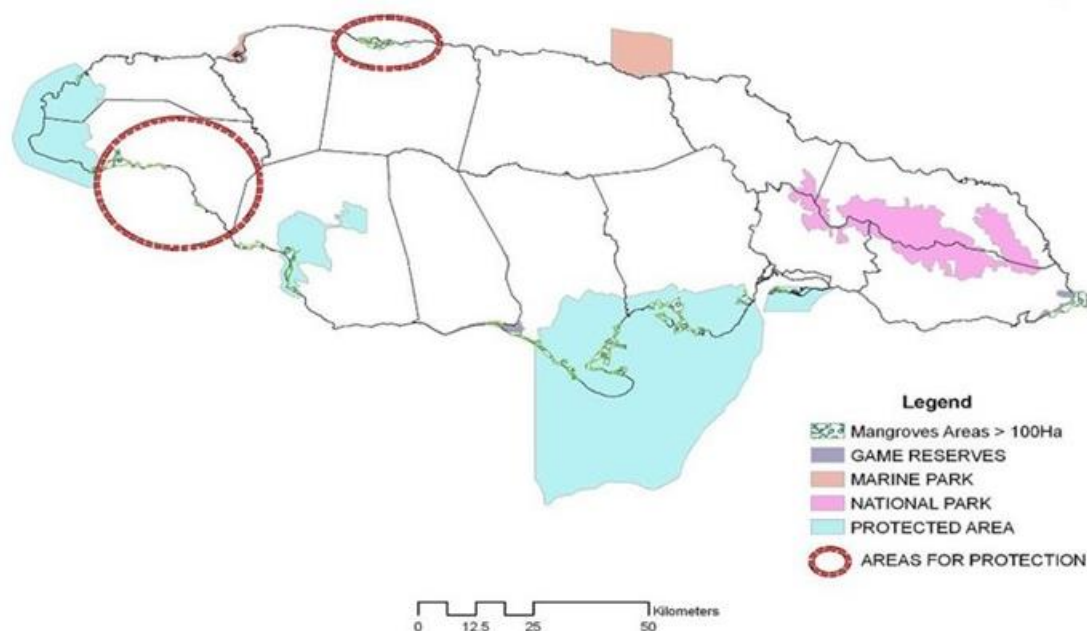 Legend
Mangroves Areas > 100Ha
GAME RESERVES
MARINE PARK
NATIONAL PARK
PROTECTED AREA
AREAS FOR PROTECTION
Kilometers
0 12.5 25 50